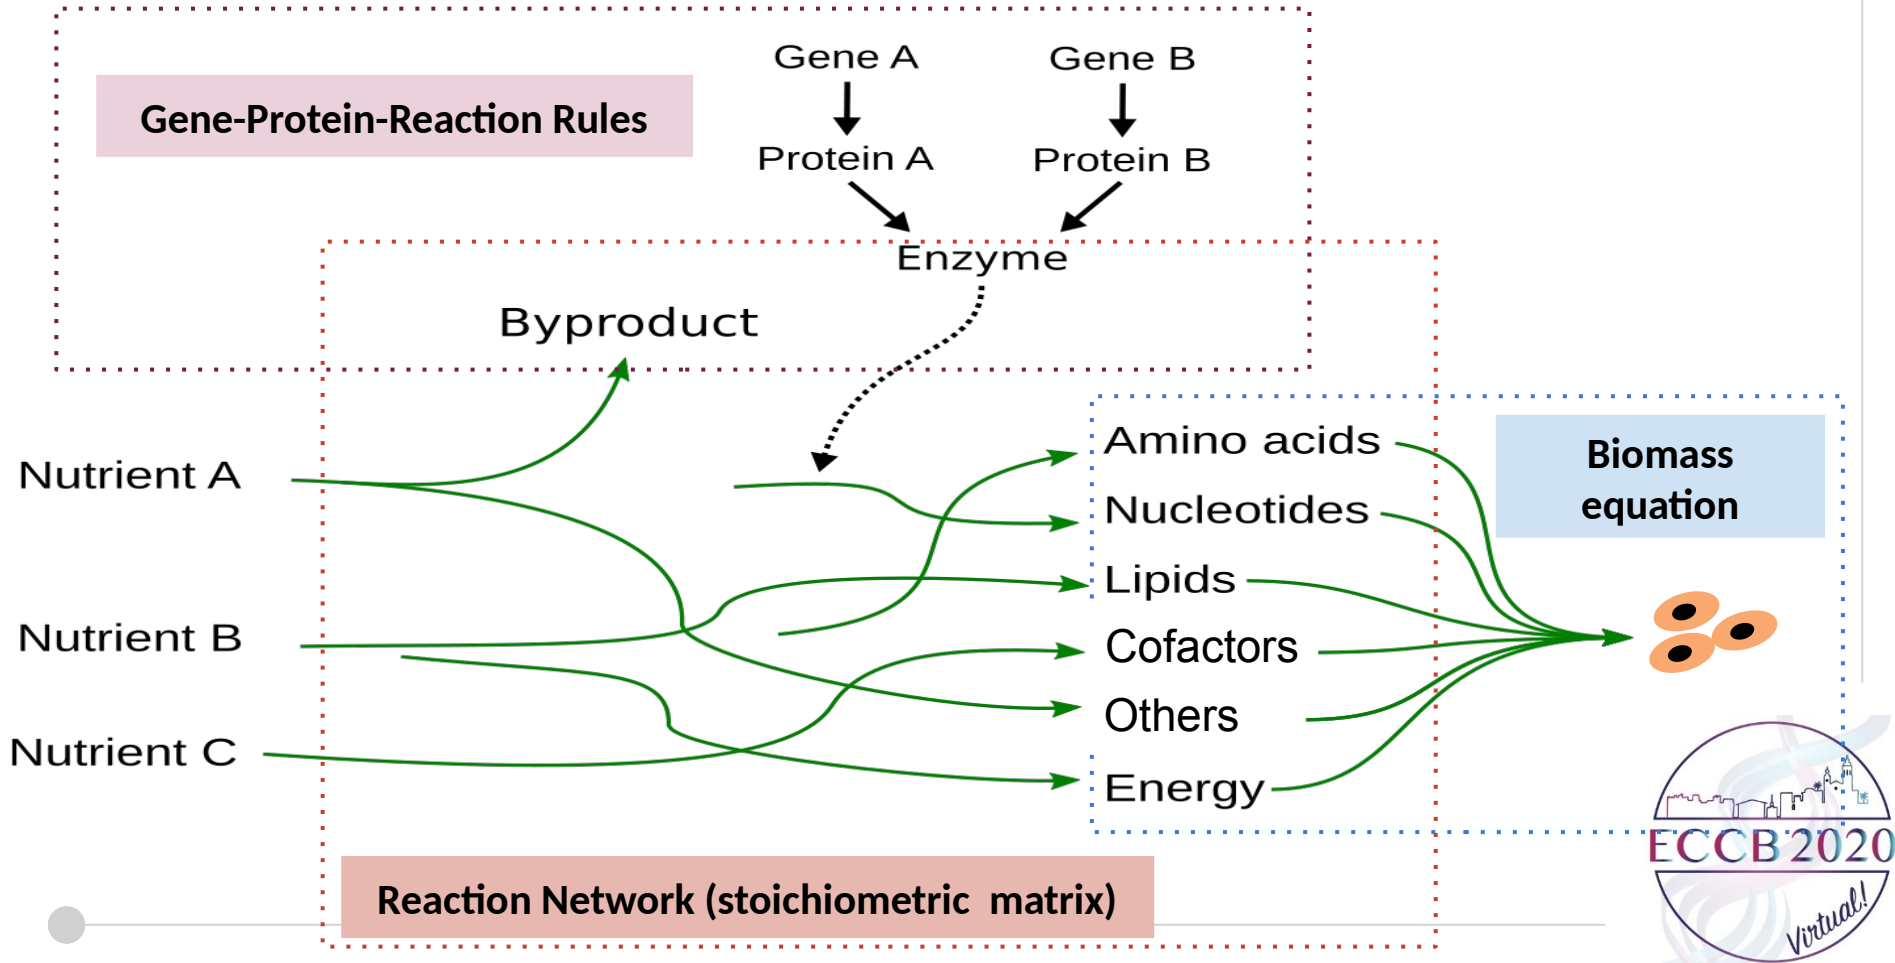 Gene A
Gene B
Gene-Protein-Reaction Rules
Protein A
Protein B
Enzyme
Byproduct
Amino acids
Biomass
equation
Nutrient A
Nucleotides
Lipids
Nutrient B
Cofactors
Others
Nutrient C
Energy
ECCB 2020
Reaction Network (stoichiometric  matrix)
Virtual!